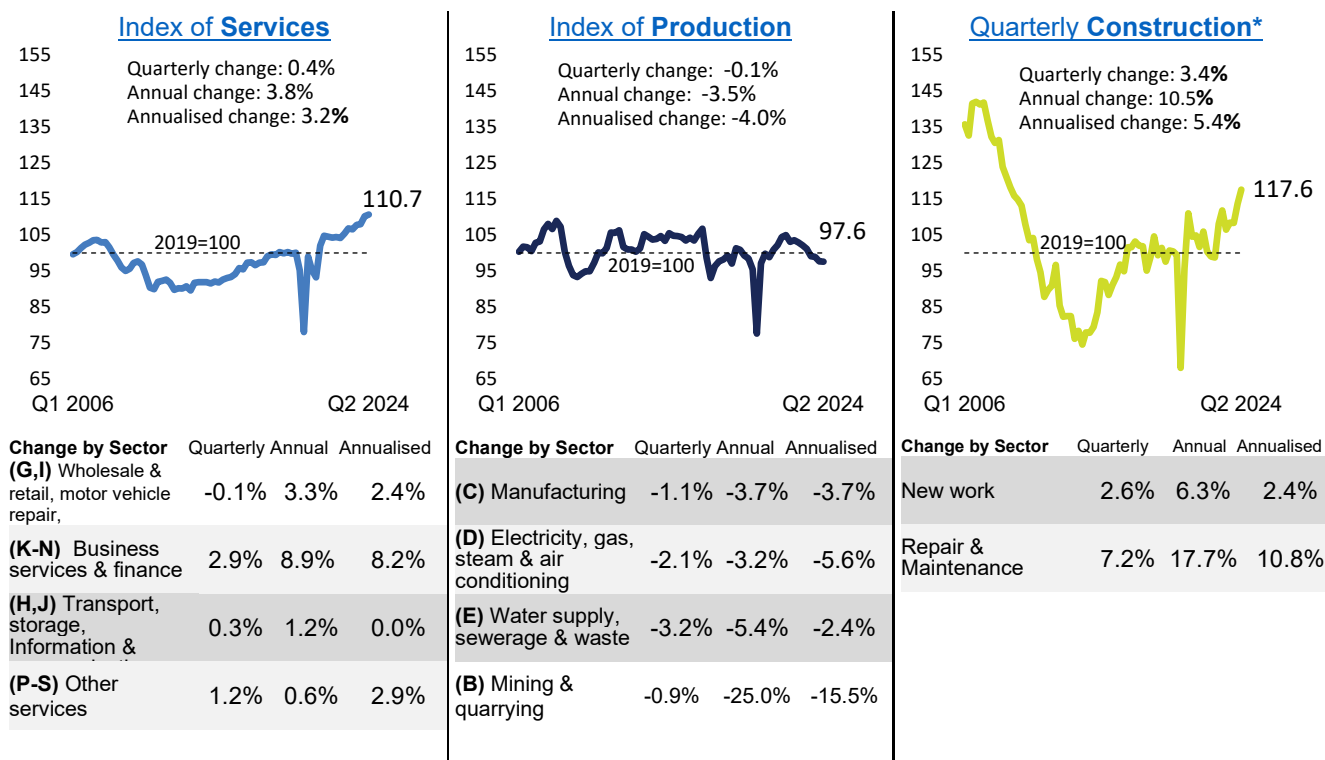 Index of Services
155
145
135
125
115
105
95
85
75
65
Quarterly change: 0.4%
Annual change: 3.8%
Annualised change: 3.2%
110.7
2019=100
Q1 2006 Q2 2024
Change by Sector Quarterly Annual Annualised
(G,I) Wholesale &
retail, motor vehicle
repair,
-0.1% 3.3% 2.4%
(K-N) Business
services & finance
2.9% 8.9% 8.2%
(H,J) Transport,
storage,
Information &
0.3% 1.2% 0.0%
(P-S) Other
services
1.2% 0.6% 2.9%
Index of Production
155
145
135
125
115
105
95
85
75
65
Quarterly change: -0.1%
Annual change: -3.5%
Annualised change: -4.0%
97.6
2019=100
Q1 2006 Q2 2024
Change by Sector Quarterly Annual Annualised
(C) Manufacturing -1.1% -3.7% -3.7%
(D) Electricity, gas,
steam & air
conditioning
-2.1% -3.2% -5.6%
(E) Water supply,
sewerage & waste
-3.2% -5.4% -2.4%
(B) Mining &
quarrying
-0.9% -25.0% -15.5%
Quarterly Construction*
155
145
135
125
115
105
95
85
75
65
Quarterly change: 3.4%
Annual change: 10.5%
Annualised change: 5.4%
117.6
2019=100
Q1 2006 Q2 2024
Change by Sector Quarterly Annual Annualised
New work 2.6% 6.3% 2.4%
Repair &
Maintenance
7.2% 17.7% 10.8%